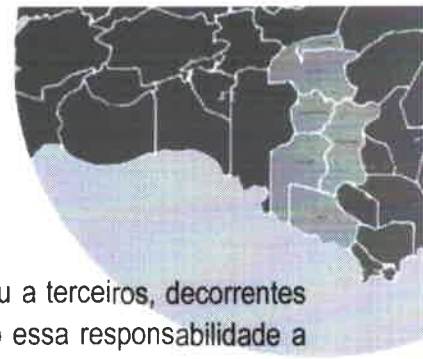 u a terceiros, decorrentes
essa responsabilidade a